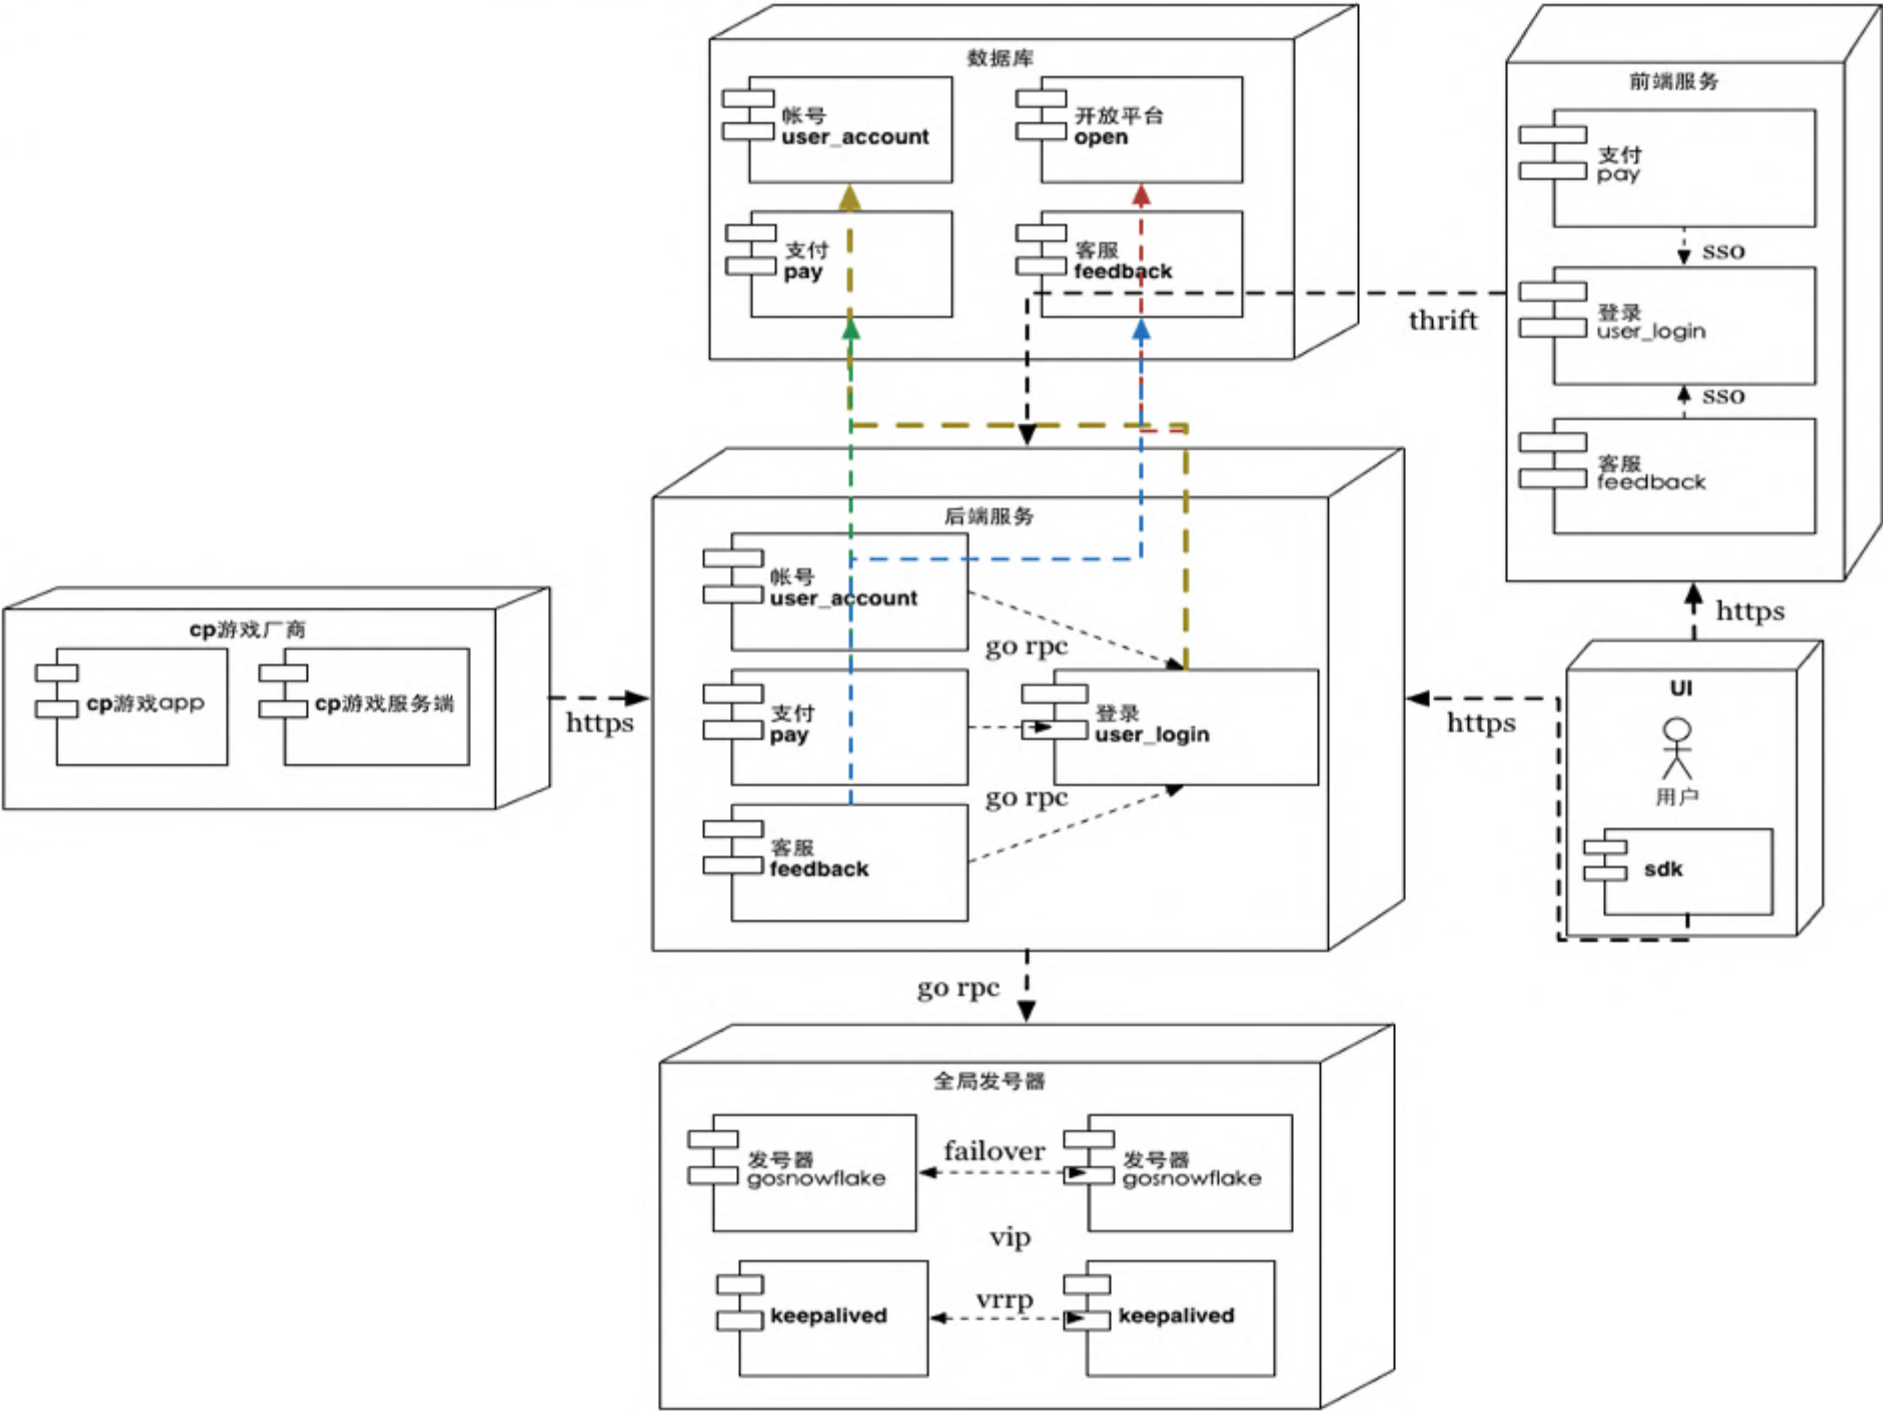 数据库
帐号
user_account
开放平台
open
支付
pay
客服
feedback
前端服务
支付
pay
sso
登录
user_login
sso
客服
feedback
thrift
https
后端服务
帐号
user_account
go rpc
支付
pay
登录
user_login
go rpc
客服
feedback
cp游戏厂商
cp游戏app
cp游戏服务端
https
https
UI
用户
sdk
go rpc
全局发号器
发号器
gosnowflake
failover
发号器
gosnowflake
vip
keepalived
vrrp
keepalived